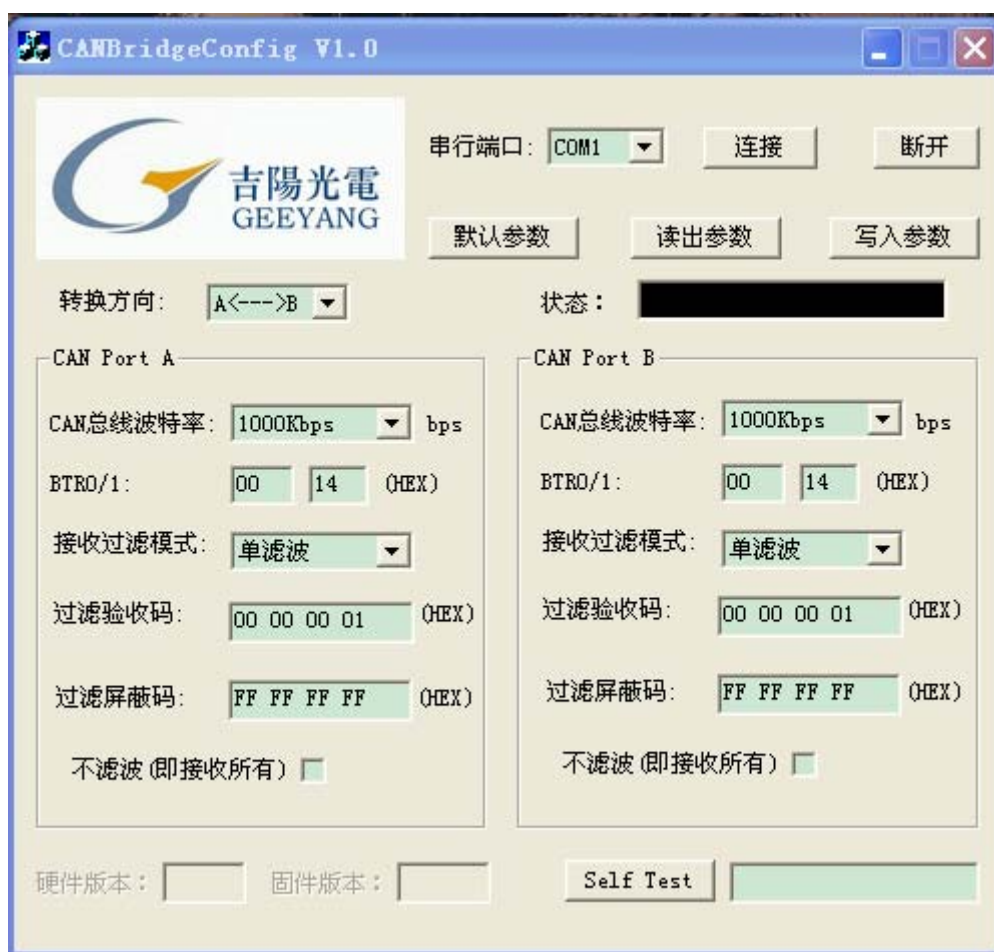 CANBridgeConfig V1.0
吉陽光電
GEEYANG
串行端口: COM1 连接 断开
默认参数 读出参数 写入参数
转换方向: A<--->B 状态:
CAN Port A CAN Port B
CAN总线波特率: 1000Kbps bps CAN总线波特率: 1000Kbps bps
BTR0/1: 00 14 (HEX) BTR0/1: 00 14 (HEX)
接收过滤模式: 单滤波 接收过滤模式: 单滤波
过滤验收码: 00 00 00 01 (HEX) 过滤验收码: 00 00 00 01 (HEX)
过滤屏蔽码: FF FF FF FF (HEX) 过滤屏蔽码: FF FF FF FF (HEX)
不滤波(即接收所有) 不滤波(即接收所有)
硬件版本: 固件版本: Self Test